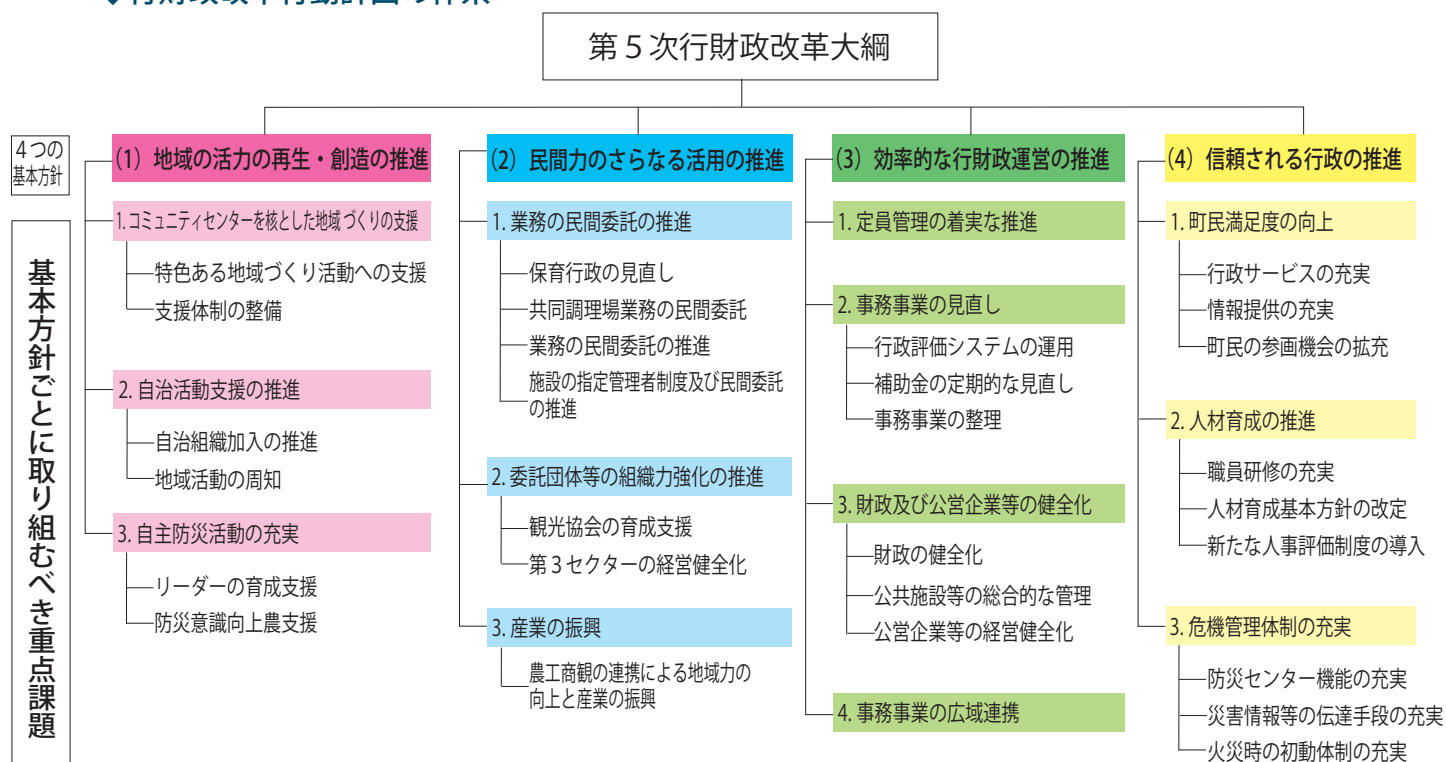 第5次行財政改革大綱
4つの
基本方針
基本方針ごとに取り組むべき重点課題
(1) 地域の活力の再生・創造の推進
1.コミュニティセンターを核とした地域づくりの支援
特色ある地域づくり活動への支援
支援体制の整備
2. 自治活動支援の推進
自治組織加入の推進
地域活動の周知
3. 自主防災活動の充実
リーダーの育成支援
防災意識向上農支援
(2) 民間力のさらなる活用の推進
1. 業務の民間委託の推進
保育行政の見直し
共同調理場業務の民間委託
業務の民間委託の推進
施設の指定管理者制度及び民間委託
の推進
2. 委託団体等の組織力強化の推進
観光協会の育成支援
第3セクターの経営健全化
3. 産業の振興
農工商観の連携による地域力の
向上と産業の振興
(3) 効率的な行財政運営の推進
1. 定員管理の着実な推進
2. 事務事業の見直し
行政評価システムの運用
補助金の定期的な見直し
事務事業の整理
3. 財政及び公営企業等の健全化
財政の健全化
公共施設等の総合的な管理
公営企業等の経営健全化
4. 事務事業の広域連携
(4) 信頼される行政の推進
1. 町民満足度の向上
行政サービスの充実
情報提供の充実
町民の参画機会の拡充
2. 人材育成の推進
職員研修の充実
人材育成基本方針の改定
新たな人事評価制度の導入
3. 危機管理体制の充実
防災センター機能の充実
災害情報等の伝達手段の充実
火災時の初動体制の充実